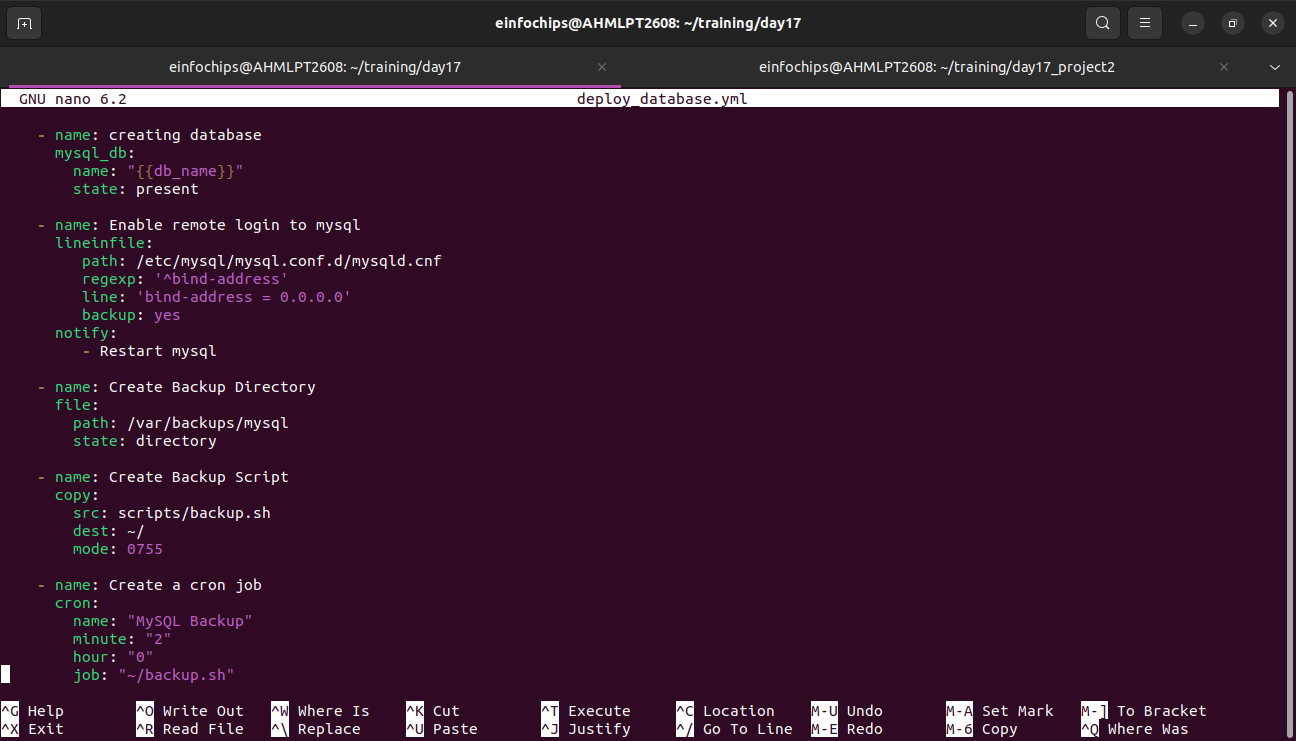 einfochips@AHMLPT2608: ~/training/day17
einfochips@AHMLPT2608: ~/training/day17 × einfochips@AHMLPT2608: ~/training/day17_project2 ×
GNU nano 6.2 deploy_database.yml
- name: creating database
mysql_db:
name: "{{db_name}}"
state: present
- name: Enable remote login to mysql
lineinfile:
path: /etc/mysql/mysql.conf.d/mysqld.cnf
regexp: '^bind-address'
line: 'bind-address = 0.0.0.0'
backup: yes
notify:
- Restart mysql
- name: Create Backup Directory
file:
path: /var/backups/mysql
state: directory
- name: Create Backup Script
copy:
src: scripts/backup.sh
dest: ~/
mode: 0755
- name: Create a cron job
cron:
name: "MySQL Backup"
minute: "2"
hour: "0"
job: "~/backup.sh"
^G Help ^O Write Out ^W Where Is ^K Cut ^T Execute ^C Location M-U Undo M-A Set Mark M-] To Bracket
^X Exit ^R Read File ^\ Replace ^U Paste ^J Justify ^/ Go To Line M-E Redo M-6 Copy ^Q Where Was